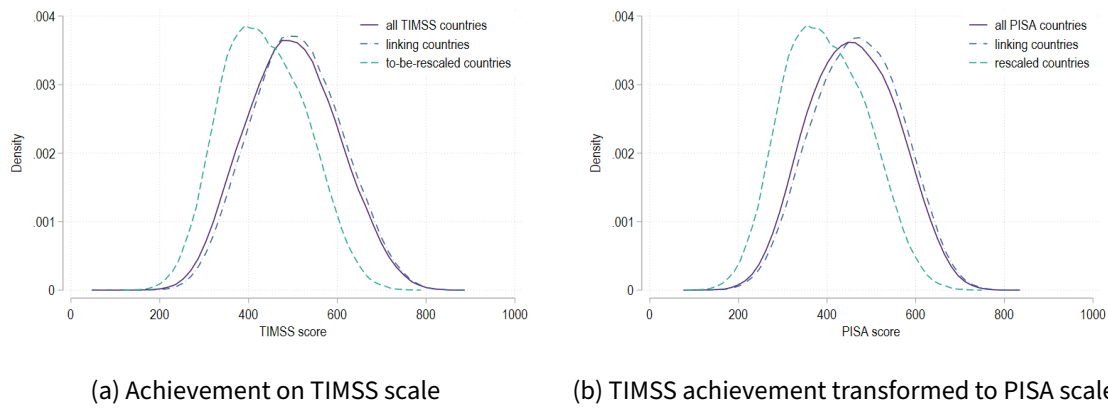 .004
.003
.002
.001
0
Density
all TIMSS countries
linking countries
to-be-rescaled countries
0 200 400 600 800 1000
TIMSS score
(a) Achievement on TIMSS scale
.004
.003
.002
.001
0
Density
all PISA countries
linking countries
rescaled countries
0 200 400 600 800 1000
PISA score
(b) TIMSS achievement transformed to PISA scale